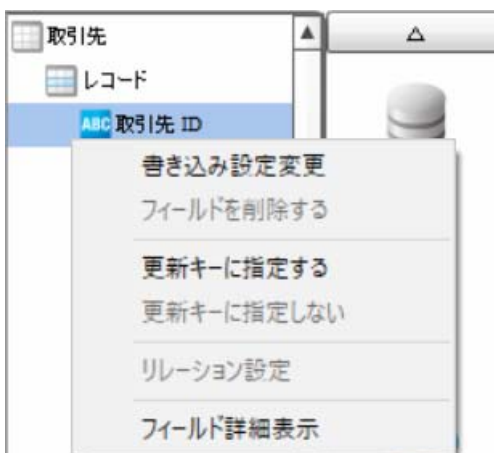 取引先
レコード
ABC 取引先 ID
書き込み設定変更
フィールドを削除する
更新キーに指定する
更新キーに指定しない
リレーション設定
フィールド詳細表示